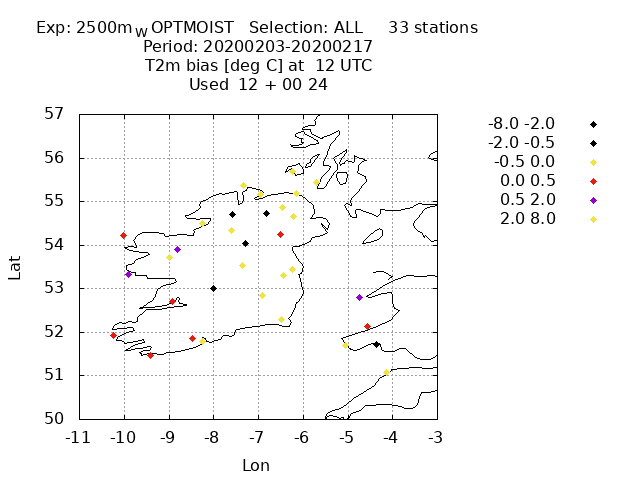 Exp: 2500mWOPTMOIST Selection: ALL 33 stations
Period: 20200203-20200217
T2m bias [deg C] at 12 UTC
Used 12 + 00 24
57
56
55
54
53
52
51
50
Lat
-11 -10 -9 -8 -7 -6 -5 -4 -3
Lon
-8.0 -2.0
-2.0 -0.5
-0.5 0.0
0.0 0.5
0.5 2.0
2.0 8.0